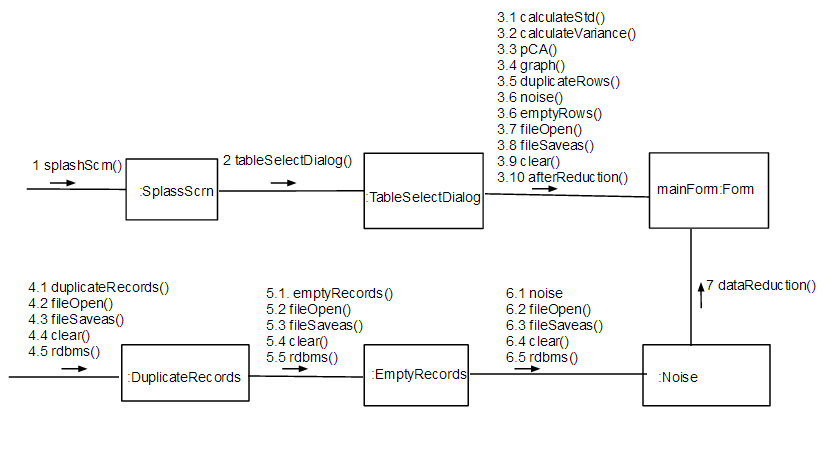 3.1 calculateStd()
3.2 calculateVariance()
3.3 pCA()
3.4 graph()
3.5 duplicateRows()
3.6 noise()
3.6 emptyRows()
3.7 fileOpen()
3.8 fileSaveas()
3.9 clear()
3.10 afterReduction()
1 splashScrn()
2 tableSelectDialog()
:SplassScrn
:TableSelectDialog
mainForm:Form
4.1 duplicateRecords()
4.2 fileOpen()
4.3 fileSaveas()
4.4 clear()
4.5 rdbms()
5.1. emptyRecords()
5.2 fileOpen()
5.3 fileSaveas()
5.4 clear()
5.5 rdbms()
6.1 noise
6.2 fileOpen()
6.3 fileSaveas()
6.4 clear()
6.5 rdbms()
7 dataReduction()
:DuplicateRecords
:EmptyRecords
:Noise